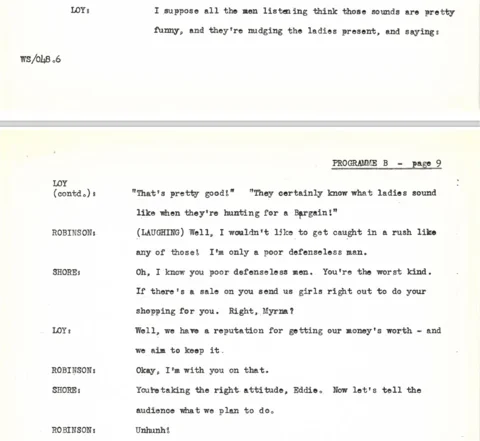 LOY: I suppose all the men listening think those sounds are pretty
funny, and they're nudging the ladies present, and saying:
WS/048.6
PROGRAMME B - page 9
LOY
(contd.): "That's pretty good!" "They certainly know what ladies sound
like when they're hunting for a Bargain!"
ROBINSON: (LAUGHING) Well, I wouldn't like to get caught in a rush like
any of those! I'm only a poor defenseless man.
SHORE: Oh, I know you poor defenseless men. You're the worst kind.
If there's a sale on you send us girls right out to do your
shopping for you. Right, Myrna?
LOY: Well, we have a reputation for getting our money's worth - and
we aim to keep it.
ROBINSON: Okay, I'm with you on that.
SHORE: You're taking the right attitude, Eddie. Now let's tell the
audience what we plan to do.
ROBINSON: Unhunh!